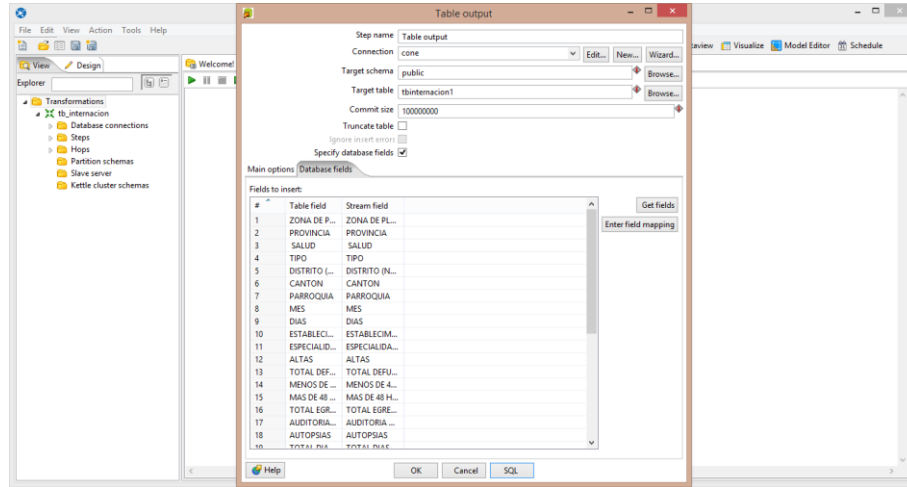 Table output
File Edit View Action Tools Help
View
Design
Explorer
Transformations
tb_internacion
Database connections
Steps
Hops
Partition schemas
Slave server
Kettle cluster schemas
Welcome!
Visualize Model Editor Schedule
Step name Table output
Connection cone Edit... New... Wizard...
Target schema public Browse...
Target table tbinternacion1 Browse...
Commit size 100000000
Truncate table
Ignore insert errors
Specify database fields
Main options Database fields
Fields to insert:
# Table field Stream field
1 ZONA DE P... ZONA DE PL...
2 PROVINCIA PROVINCIA
3 SALUD SALUD
4 TIPO TIPO
5 DISTRITO (... DISTRITO (N...
6 CANTON CANTON
7 PARROQUIA PARROQUIA
8 MES MES
9 DIAS DIAS
10 ESTABLECI... ESTABLECIM...
11 ESPECIALID... ESPECIALIDA...
12 ALTAS ALTAS
13 TOTAL DEF... TOTAL DEFU...
14 MENOS DE ... MENOS DE 4...
15 MAS DE 48 ... MAS DE 48 H...
16 TOTAL EGR... TOTAL EGRE...
17 AUDITORIA... AUDITORIA ...
18 AUTOPSIAS AUTOPSIAS
19 TOTAL DIA... TOTAL DIAS...
Get fields
Enter field mapping
Help OK Cancel SQL